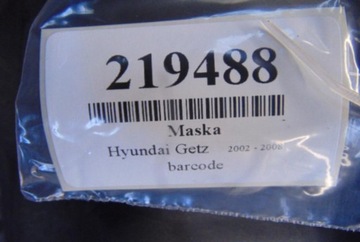 219488
Maska
Hyundai Getz 2002 - 2008
barcode